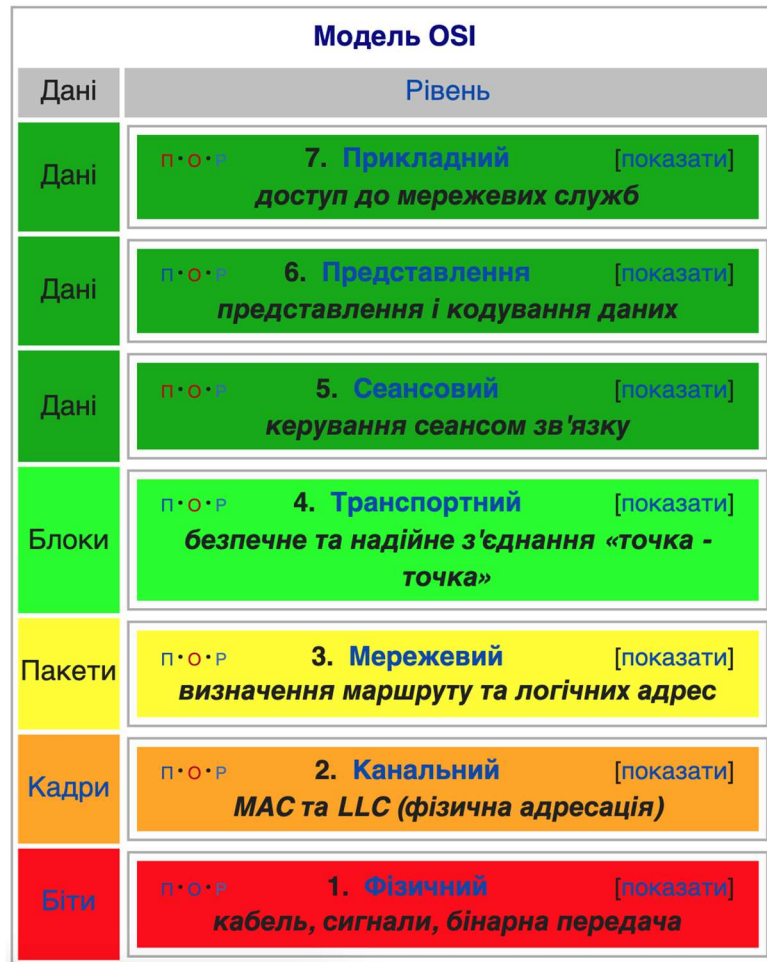 Модель OSI
Дані Рівень
Дані П·О·Р 7. Прикладний [показати]
доступ до мережевих служб
Дані П·О·Р 6. Представлення [показати]
представлення і кодування даних
Дані П·О·Р 5. Сеансовий [показати]
керування сеансом зв'язку
Блоки П·О·Р 4. Транспортний [показати]
безпечне та надійне з'єднання «точка -
точка»
Пакети П·О·Р 3. Мережевий [показати]
визначення маршруту та логічних адрес
Кадри П·О·Р 2. Канальний [показати]
MAC та LLC (фізична адресація)
Біти П·О·Р 1. Фізичний [показати]
кабель, сигнали, бінарна передача